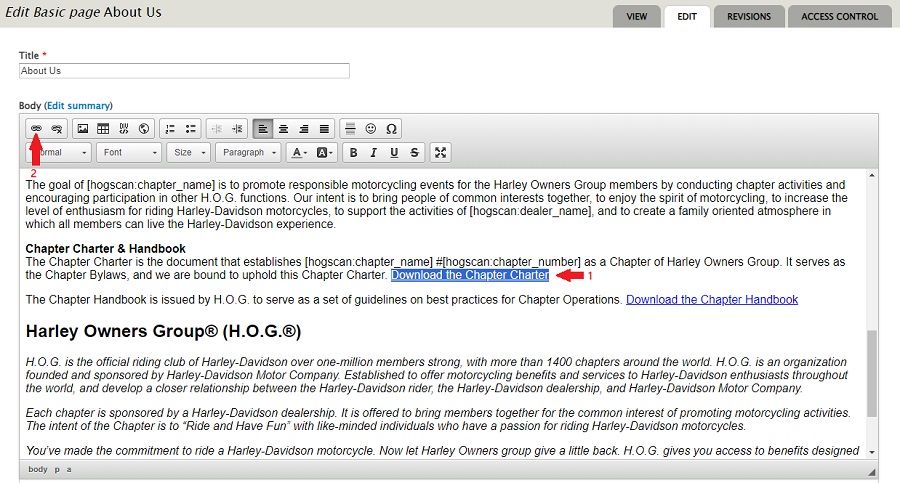 Edit Basic page About Us
VIEW
EDIT
REVISIONS
ACCESS CONTROL
Title *
About Us
Body (Edit summary)
DIV
Ω
2
Font
Size
Paragraph
A
A
B
I
U
S
The goal of [hogscan:chapter_name] is to promote responsible motorcycling events for the Harley Owners Group members by conducting chapter activities and
encouraging participation in other H.O.G. functions. Our intent is to bring people of common interests together, to enjoy the spirit of motorcycling, to increase the
level of enthusiasm for riding Harley-Davidson motorcycles, to support the activities of [hogscan:dealer_name], and to create a family oriented atmosphere in
which all members can live the Harley-Davidson experience.
Chapter Charter & Handbook
The Chapter Charter is the document that establishes [hogscan:chapter_name] #[hogscan:chapter_number] as a Chapter of Harley Owners Group. It serves as
the Chapter Bylaws, and we are bound to uphold this Chapter Charter. Download the Chapter Charter 1
The Chapter Handbook is issued by H.O.G. to serve as a set of guidelines on best practices for Chapter Operations. Download the Chapter Handbook
Harley Owners Group® (H.O.G.®)
H.O.G. is the official riding club of Harley-Davidson over one-million members strong, with more than 1400 chapters around the world. H.O.G. is an organization
founded and sponsored by Harley-Davidson Motor Company. Established to offer motorcycling benefits and services to Harley-Davidson enthusiasts throughout
the world, and develop a closer relationship between the Harley-Davidson rider, the Harley-Davidson dealership, and Harley-Davidson Motor Company.
Each chapter is sponsored by a Harley-Davidson dealership. It is offered to bring members together for the common interest of promoting motorcycling activities.
The intent of the Chapter is to “Ride and Have Fun” with like-minded individuals who have a passion for riding Harley-Davidson motorcycles.
You’ve made the commitment to ride a Harley-Davidson motorcycle. Now let Harley Owners group give a little back. H.O.G. gives you access to benefits designed
body p a